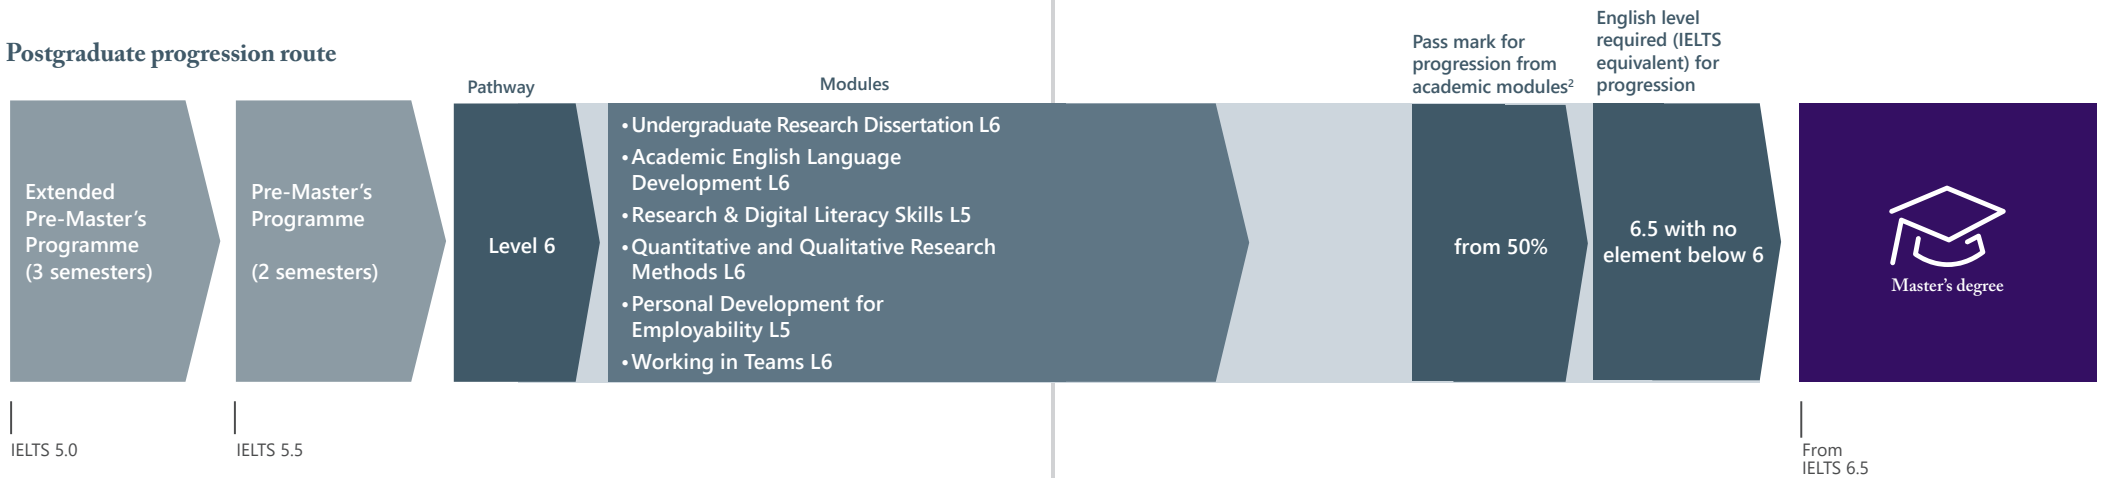 Postgraduate progression route
Extended
Pre-Master’s
Programme
(3 semesters)
IELTS 5.0
Pre-Master’s
Programme
(2 semesters)
IELTS 5.5
Pathway
Level 6
Modules
•Undergraduate Research Dissertation L6
•Academic English Language
Development L6
•Research & Digital Literacy Skills L5
•Quantitative and Qualitative Research
Methods L6
•Personal Development for
Employability L5
•Working in Teams L6
Pass mark for
progression from
academic modules²
from 50%
English level
required (IELTS
equivalent) for
progression
6.5 with no
element below 6
Master’s degree
From
IELTS 6.5